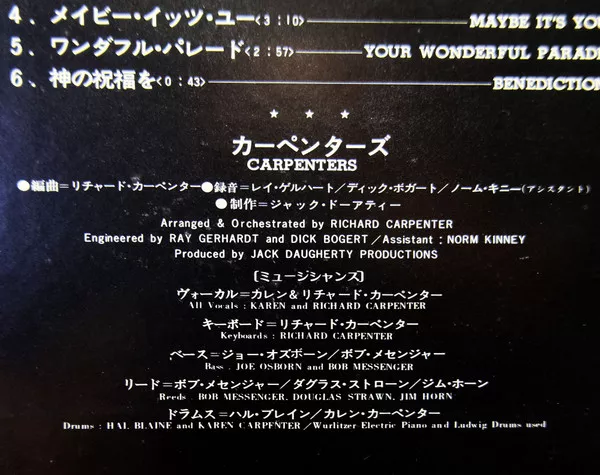 4、メイビー・イッツ・ユー<3:10> MAYBE IT'S YOU
5、ワンダフル・パレード<2:57> YOUR WONDERFUL PARADE
6、神の祝福を<0:43> BENEDICTION
★ ★ ★
カーペンターズ
CARPENTERS
●編曲=リチャード・カーペンター●録音=レイ・ゲルハート/ディック・ボガート/ノーム・キニー(アシスタント)
●制作=ジャック・ドーアティー
Arranged & Orchestrated by RICHARD CARPENTER
Engineered by RAY GERHARDT and DICK BOGERT/Assistant : NORM KINNEY
Produced by JACK DAUGHERTY PRODUCTIONS
〔ミュージシャンズ〕
ヴォーカル=カレン&リチャード・カーペンター
All Vocals : KAREN and RICHARD CARPENTER
キーボード=リチャード・カーペンター
Keyboards : RICHARD CARPENTER
ベース=ジョー・オズボーン/ボブ・メセンジャー
Bass : JOE OSBORN and BOB MESSENGER
リード=ボブ・メセンジャー/ダグラス・ストローン/ジム・ホーン
Reeds : BOB MESSENGER, DOUGLAS STRAWN, JIM HORN
ドラムス=ハル・ブレイン/カレン・カーペンター
Drums : HAL BLAINE and KAREN CARPENTER/Wurlitzer Electric Piano and Ludwig Drums used